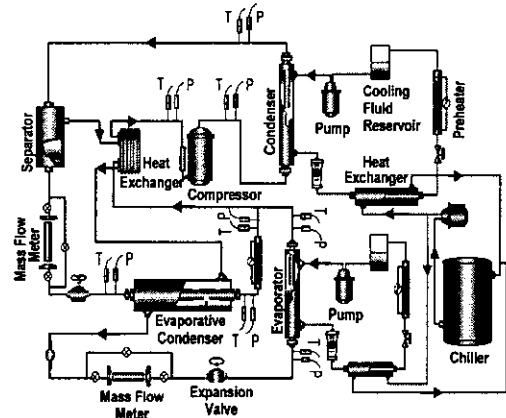 T P
T P
T P
Separator
Heat
Exchanger
Compressor
Condenser
Pump
Cooling
Fluid
Reservoir
Preheater
Heat
Exchanger
Mass Flow
Meter
T P
P
T
T
P
Evaporative
Condenser
T P
Evaporator
Pump
Chiller
T
P
Mass Flow
Meter
Expansion
Valve